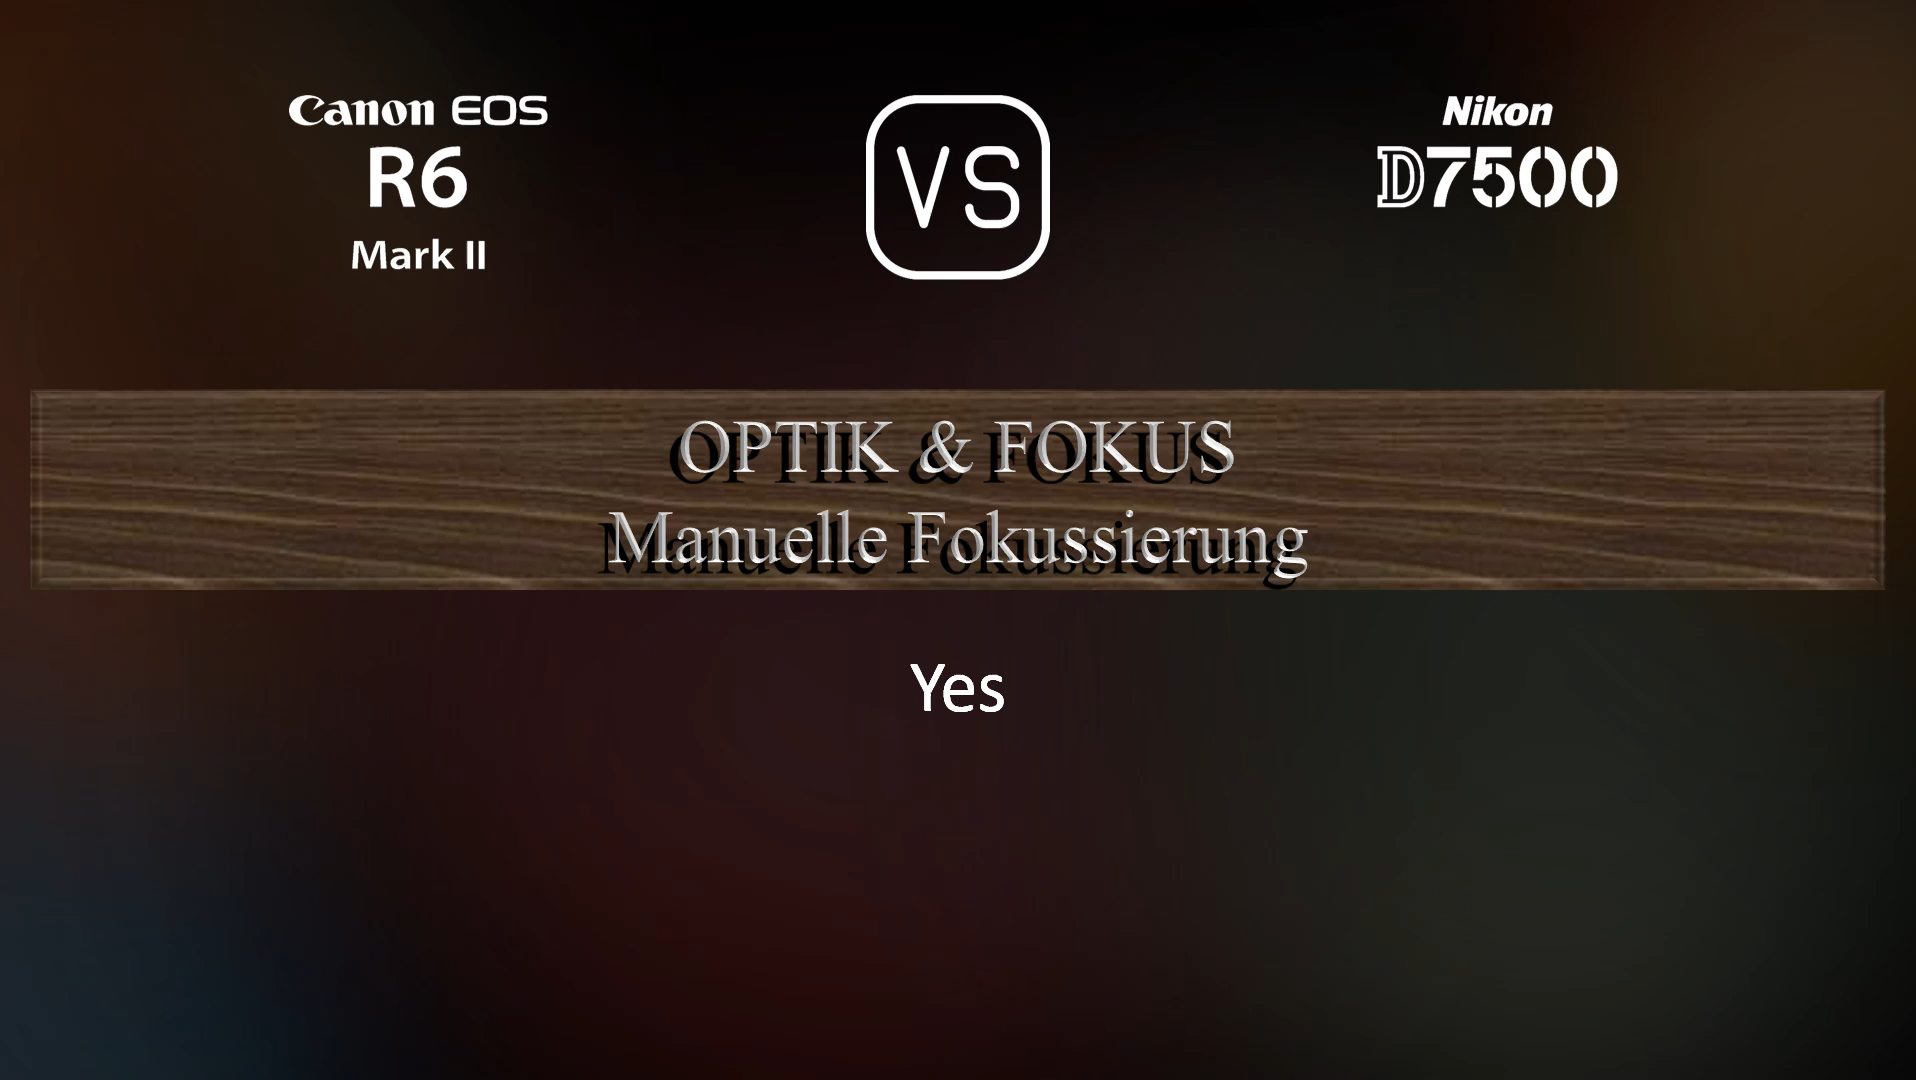 Canon EOS
R6
Mark II
VS
Nikon
D7500
OPTIK & FOKUS
Manuelle Fokussierung
Yes